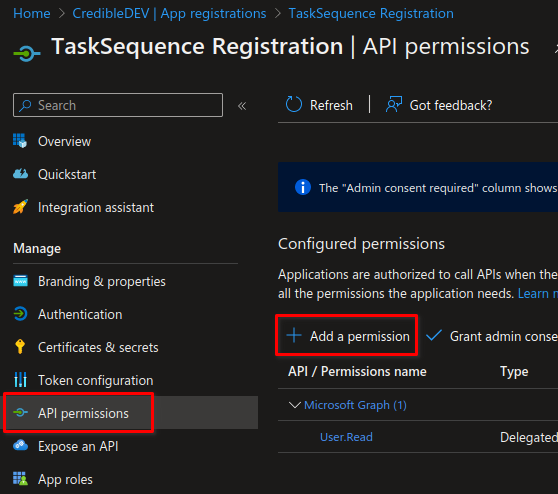 Home > CredibleDEV | App registrations > TaskSequence Registration
TaskSequence Registration | API permissions
Search
«
Refresh
Got feedback?
Overview
Quickstart
Integration assistant
Manage
Branding & properties
Authentication
Certificates & secrets
Token configuration
API permissions
Expose an API
App roles
The "Admin consent required" column shows
Configured permissions
Applications are authorized to call APIs when the
all the permissions the application needs. Learn m
Add a permission
Grant admin conse
API / Permissions name Type
Microsoft Graph (1)
User.Read Delegated